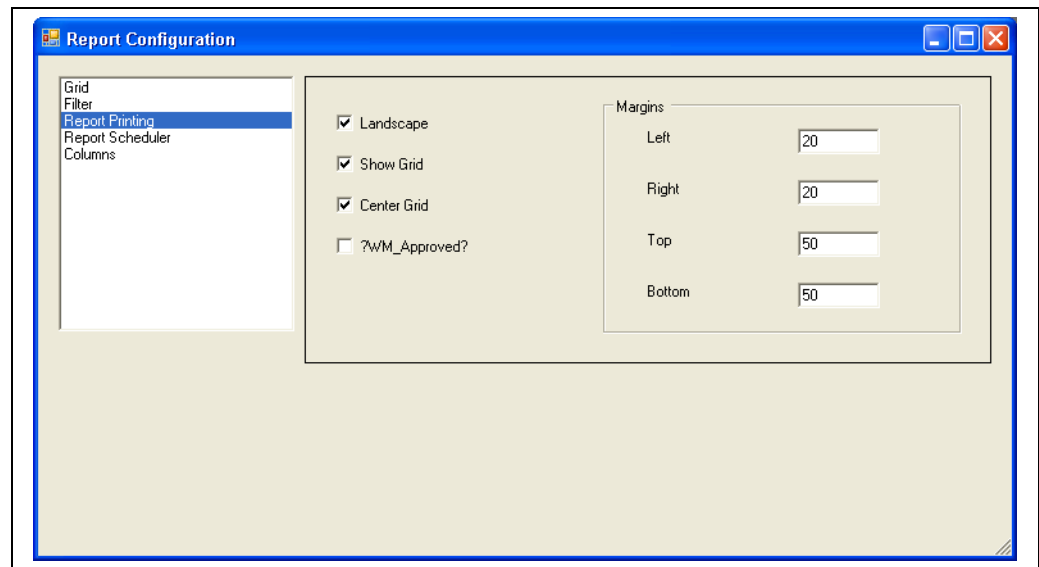 Report Configuration
Grid
Filter
Report Printing
Report Scheduler
Columns
Landscape
Show Grid
Center Grid
?WM_Approved?
Margins
Left 20
Right 20
Top 50
Bottom 50